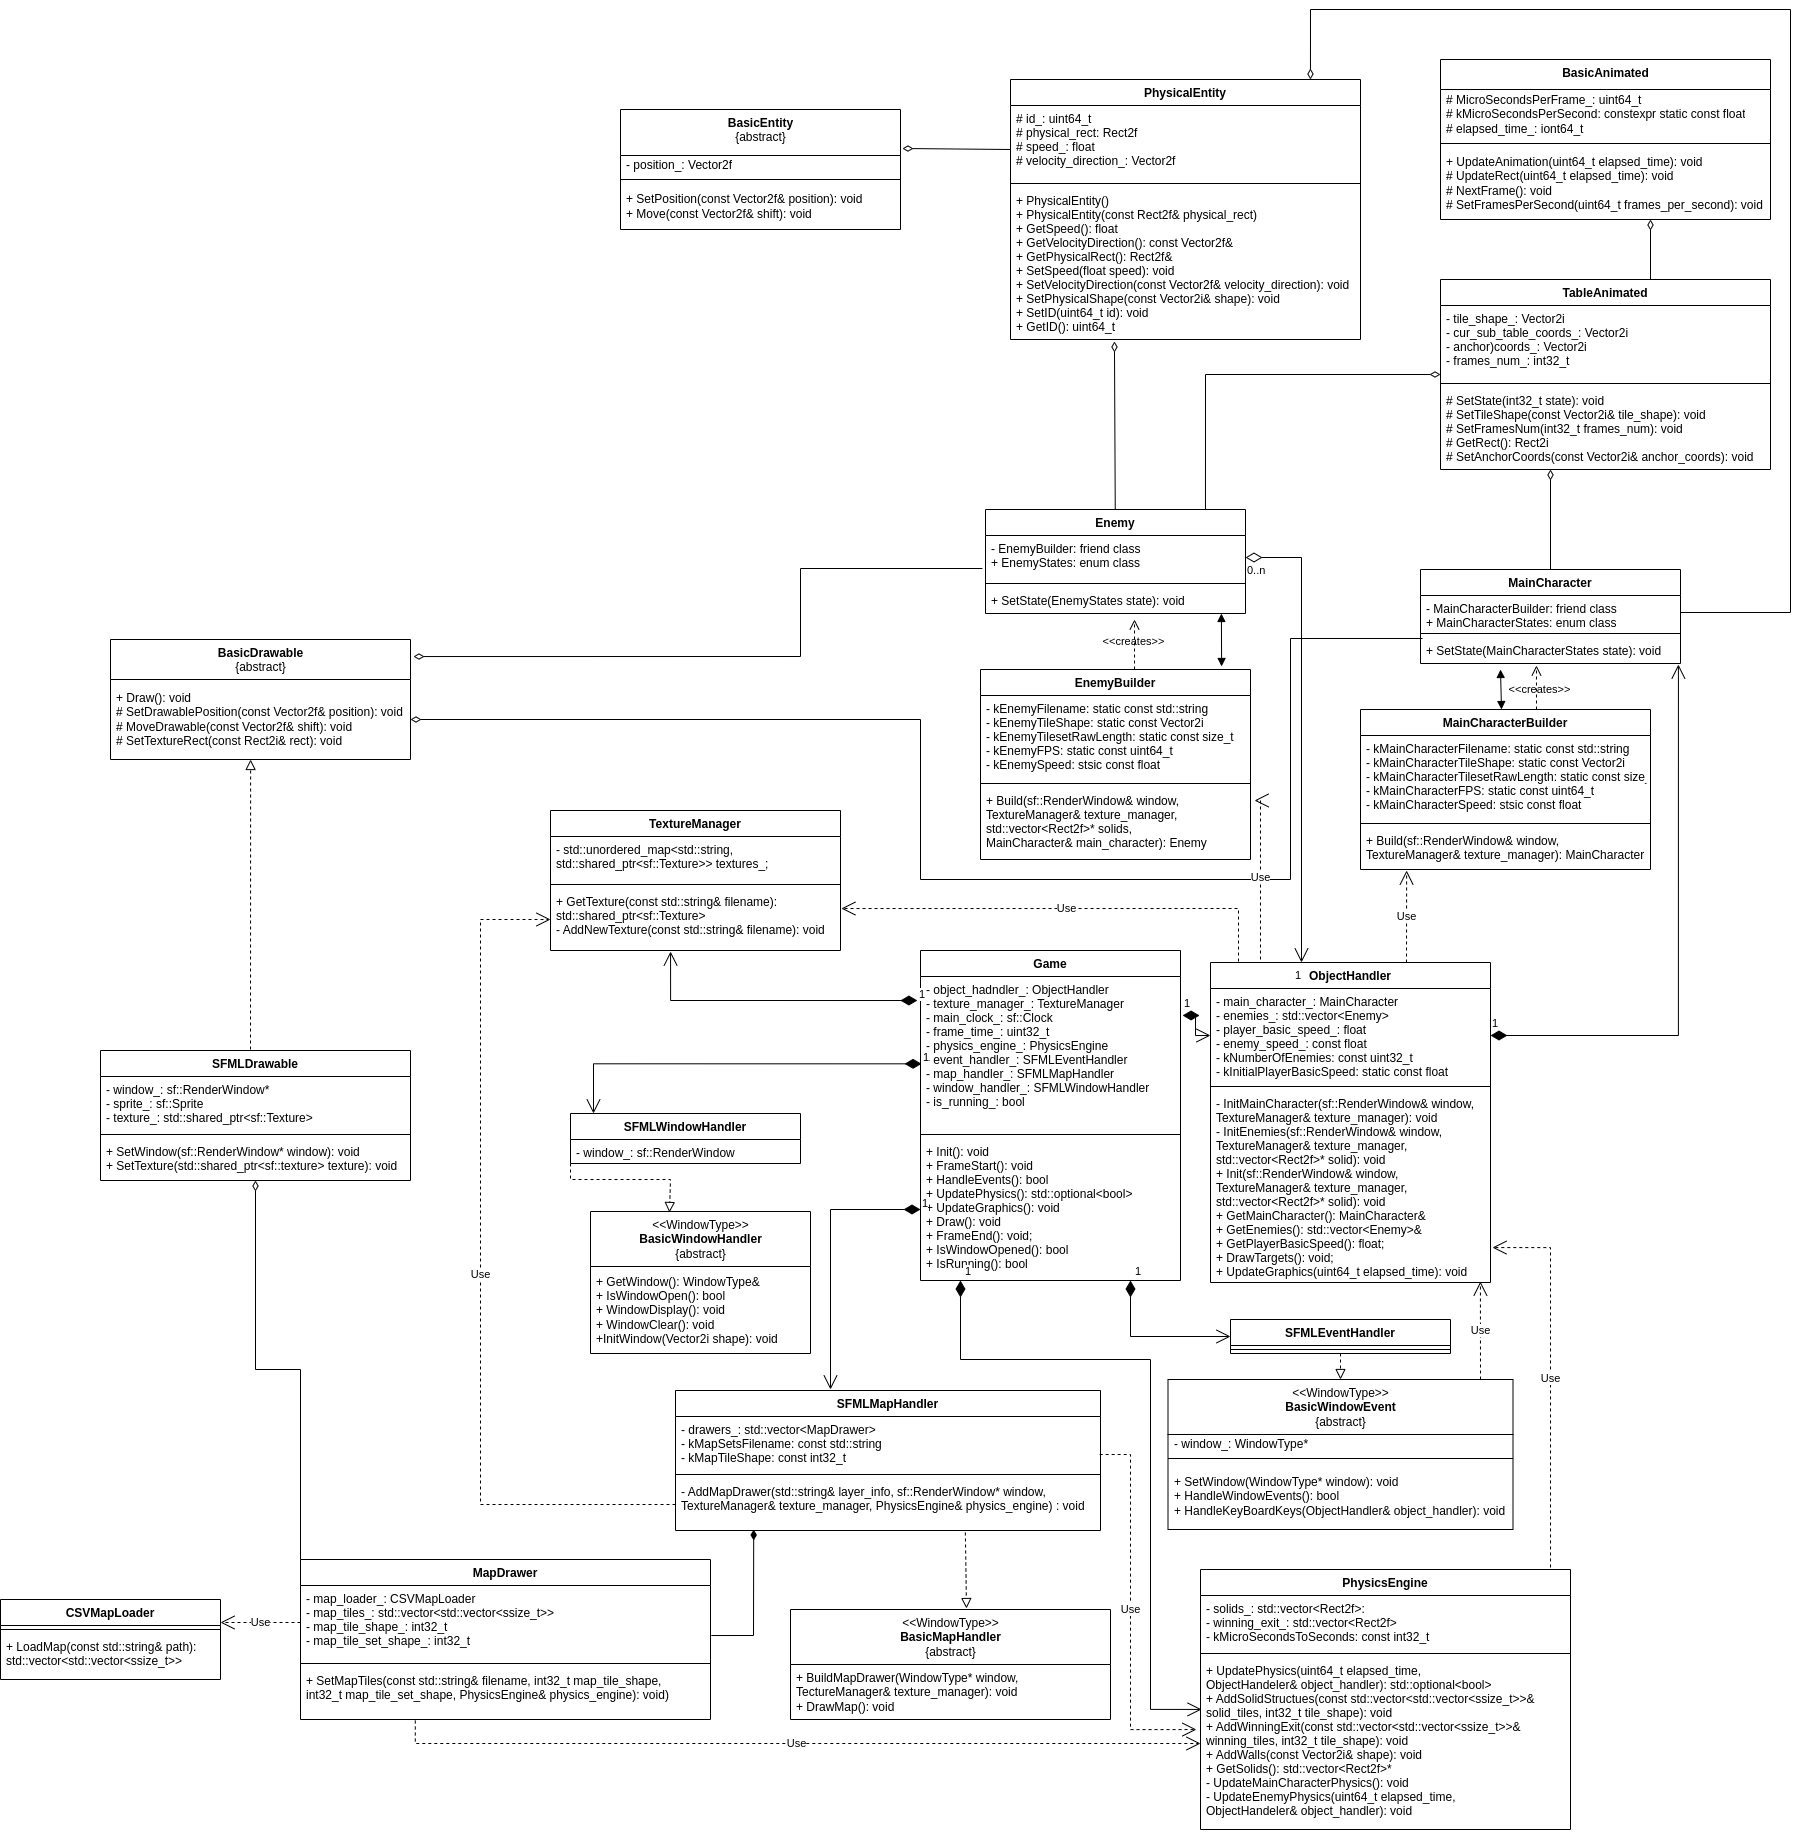 BasicEntity
{abstract}
- position_: Vector2f
+ SetPosition(const Vector2f& position): void
+ Move(const Vector2f& shift): void
PhysicalEntity
# id_: uint64_t
# physical_rect: Rect2f
# speed_: float
# velocity_direction_: Vector2f
+ PhysicalEntity()
+ PhysicalEntity(const Rect2f& physical_rect)
+ GetSpeed(): float
+ GetVelocityDirection(): const Vector2f&
+ GetPhysicalRect(): Rect2f&
+ SetSpeed(float speed): void
+ SetVelocityDirection(const Vector2f& velocity_direction): void
+ SetPhysicalShape(const Vector2i& shape): void
+ SetID(uint64_t id): void
+ GetID(): uint64_t
BasicAnimated
# MicroSecondsPerFrame_: uint64_t
# kMicroSecondsPerSecond: constexpr static const float
# elapsed_time_: iont64_t
+ UpdateAnimation(uint64_t elapsed_time): void
# UpdateRect(uint64_t elapsed_time): void
# NextFrame(): void
# SetFramesPerSecond(uint64_t frames_per_second): void
TableAnimated
- tile_shape_: Vector2i
- cur_sub_table_coords_: Vector2i
- anchor)coords_: Vector2i
- frames_num_: int32_t
# SetState(int32_t state): void
# SetTileShape(const Vector2i& tile_shape): void
# SetFramesNum(int32_t frames_num): void
# GetRect(): Rect2i
# SetAnchorCoords(const Vector2i& anchor_coords): void
Enemy
- EnemyBuilder: friend class
+ EnemyStates: enum class
+ SetState(EnemyStates state): void
0..n
<<creates>>
MainCharacter
- MainCharacterBuilder: friend class
+ MainCharacterStates: enum class
+ SetState(MainCharacterStates state): void
<<creates>>
BasicDrawable
{abstract}
+ Draw(): void
# SetDrawablePosition(const Vector2f& position): void
# MoveDrawable(const Vector2f& shift): void
# SetTextureRect(const Rect2i& rect): void
EnemyBuilder
- kEnemyFilename: static const std::string
- kEnemyTileShape: static const Vector2i
- kEnemyTilesetRawLength: static const size_t
- kEnemyFPS: static const uint64_t
- kEnemySpeed: stsic const float
+ Build(sf::RenderWindow& window,
TextureManager& texture_manager,
std::vector<Rect2f>* solids,
MainCharacter& main_character): Enemy
MainCharacterBuilder
- kMainCharacterFilename: static const std::string
- kMainCharacterTileShape: static const Vector2i
- kMainCharacterTilesetRawLength: static const size_
- kMainCharacterFPS: static const uint64_t
- kMainCharacterSpeed: stsic const float
+ Build(sf::RenderWindow& window,
TextureManager& texture_manager): MainCharacter
TextureManager
- std::unordered_map<std::string,
std::shared_ptr<sf::Texture>> textures_;
+ GetTexture(const std::string& filename):
std::shared_ptr<sf::Texture>
- AddNewTexture(const std::string& filename): void
Use
Use
Use
Game
- object_hadndler_: ObjectHandler
- texture_manager_: TextureManager
- main_clock_: sf::Clock
- frame_time_: uint32_t
- physics_engine_: PhysicsEngine
- event_handler_: SFMLEventHandler
- map_handler_: SFMLMapHandler
- window_handler_: SFMLWindowHandler
- is_running_: bool
+ Init(): void
+ FrameStart(): void
+ HandleEvents(): bool
+ UpdatePhysics(): std::optional<bool>
+ UpdateGraphics(): void
+ Draw(): void
+ FrameEnd(): void;
+ IsWindowOpened(): bool
+ IsRunning(): bool
1
1
1
1
1
1
1 ObjectHandler
- main_character_: MainCharacter
- enemies_: std::vector<Enemy>
- player_basic_speed_: float
- enemy_speed_: const float
- kNumberOfEnemies: const uint32_t
- kInitialPlayerBasicSpeed: static const float
- InitMainCharacter(sf::RenderWindow& window,
TextureManager& texture_manager): void
- InitEnemies(sf::RenderWindow& window,
TextureManager& texture_manager,
std::vector<Rect2f>* solid): void
+ Init(sf::RenderWindow& window,
TextureManager& texture_manager,
std::vector<Rect2f>* solid): void
+ GetMainCharacter(): MainCharacter&
+ GetEnemies(): std::vector<Enemy>&
+ GetPlayerBasicSpeed(): float;
+ DrawTargets(): void;
+ UpdateGraphics(uint64_t elapsed_time): void
1
SFMLDrawable
- window_: sf::RenderWindow*
- sprite_: sf::Sprite
- texture_: std::shared_ptr<sf::Texture>
+ SetWindow(sf::RenderWindow* window): void
+ SetTexture(std::shared_ptr<sf::texture> texture): void
SFMLWindowHandler
- window_: sf::RenderWindow
<<WindowType>>
BasicWindowHandler
{abstract}
+ GetWindow(): WindowType&
+ IsWindowOpen(): bool
+ WindowDisplay(): void
+ WindowClear(): void
+InitWindow(Vector2i shape): void
Use
SFMLEventHandler
Use
Use
<<WindowType>>
BasicWindowEvent
{abstract}
- window_: WindowType*
+ SetWindow(WindowType* window): void
+ HandleWindowEvents(): bool
+ HandleKeyBoardKeys(ObjectHandler& object_handler): void
SFMLMapHandler
- drawers_: std::vector<MapDrawer>
- kMapSetsFilename: const std::string
- kMapTileShape: const int32_t
- AddMapDrawer(std::string& layer_info, sf::RenderWindow* window,
TextureManager& texture_manager, PhysicsEngine& physics_engine) : void
CSVMapLoader
+ LoadMap(const std::string& path):
std::vector<std::vector<ssize_t>>
Use
MapDrawer
- map_loader_: CSVMapLoader
- map_tiles_: std::vector<std::vector<ssize_t>>
- map_tile_shape_: int32_t
- map_tile_set_shape_: int32_t
+ SetMapTiles(const std::string& filename, int32_t map_tile_shape,
int32_t map_tile_set_shape, PhysicsEngine& physics_engine): void)
<<WindowType>>
BasicMapHandler
{abstract}
+ BuildMapDrawer(WindowType* window,
TectureManager& texture_manager): void
+ DrawMap(): void
Use
Use
PhysicsEngine
- solids_: std::vector<Rect2f>:
- winning_exit_: std::vector<Rect2f>
- kMicroSecondsToSeconds: const int32_t
+ UpdatePhysics(uint64_t elapsed_time,
ObjectHandeler& object_handler): std::optional<bool>
+ AddSolidStructues(const std::vector<std::vector<ssize_t>>&
solid_tiles, int32_t tile_shape): void
+ AddWinningExit(const std::vector<std::vector<ssize_t>>&
winning_tiles, int32_t tile_shape): void
+ AddWalls(const Vector2i& shape): void
+ GetSolids(): std::vector<Rect2f>*
- UpdateMainCharacterPhysics(): void
- UpdateEnemyPhysics(uint64_t elapsed_time,
ObjectHandeler& object_handler): void